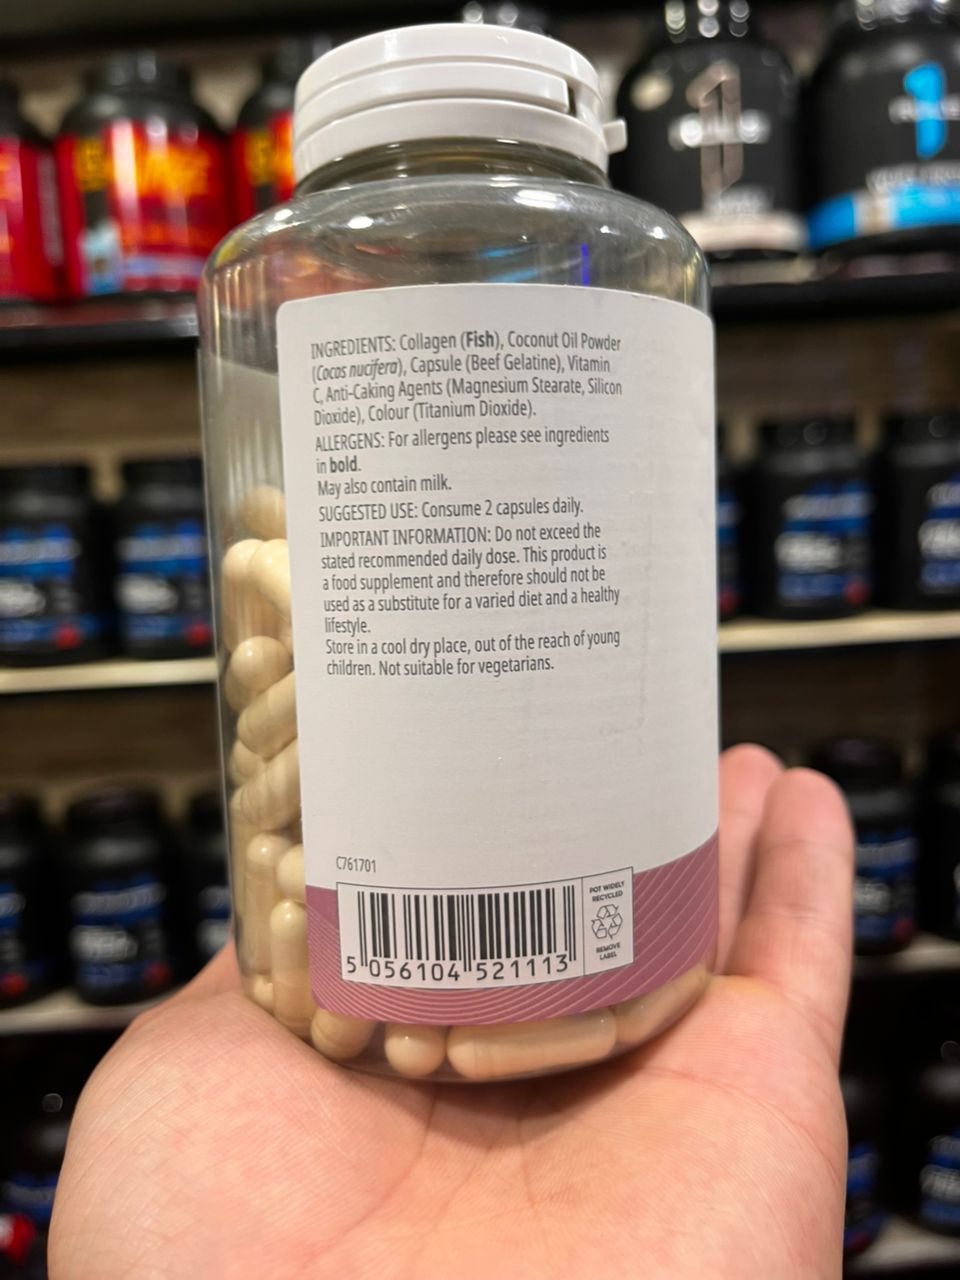 INGREDIENTS: Collagen (Fish), Coconut Oil Powder
(Cocos nucifera), Capsule (Beef Gelatine), Vitamin
C, Anti-Caking Agents (Magnesium Stearate, Silicon
Dioxide), Colour (Titanium Dioxide).
ALLERGENS: For allergens please see ingredients
in bold.
May also contain milk.
SUGGESTED USE: Consume 2 capsules daily.
IMPORTANT INFORMATION: Do not exceed the
stated recommended daily dose. This product is
a food supplement and therefore should not be
used as a substitute for a varied diet and a healthy
lifestyle.
Store in a cool dry place, out of the reach of young
children. Not suitable for vegetarians.
C761701
POT WIDELY
RECYCLED
REMOVE
LABEL
5 056104 521113